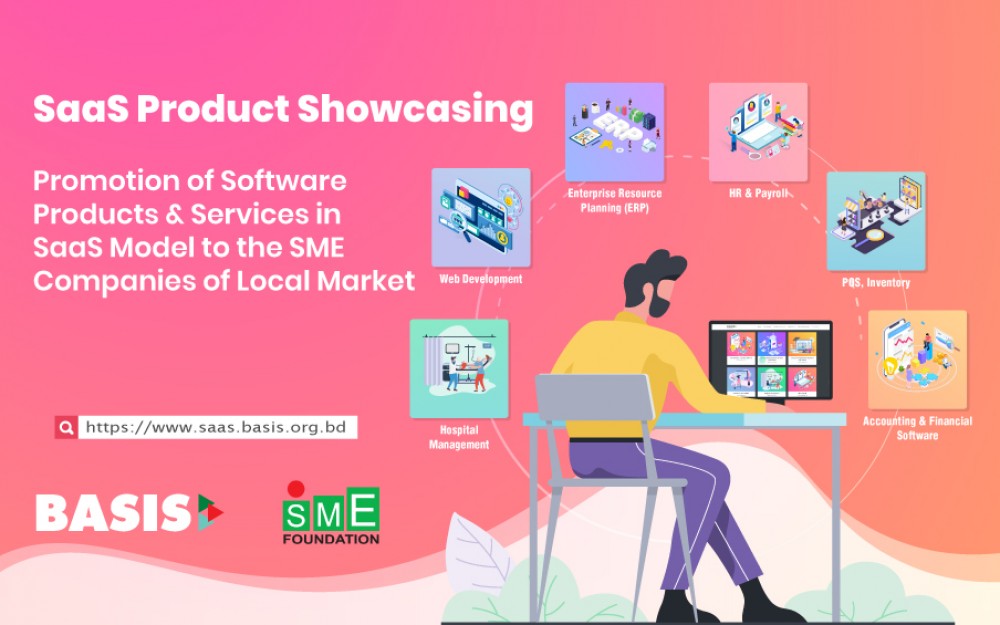 SaaS Product Showcasing
Promotion of Software
Products & Services in
SaaS Model to the SME
Companies of Local Market
Enterprise Resource
Planning (ERP)
HR & Payroll
Web Development
POS, Inventory
Hospital
Management
Accounting & Financial
Software
https://www.saas.basis.org.bd
BASIS
SME
FOUNDATION
ERP